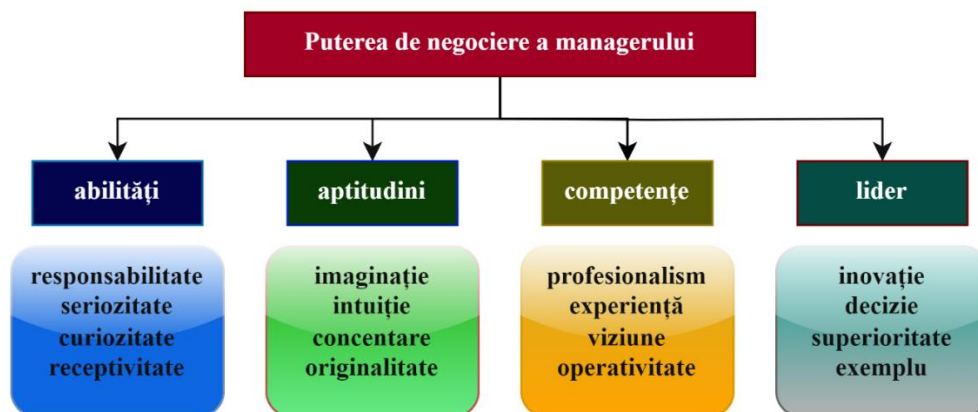 Puterea de negociere a managerului
abilități
aptitudini
competențe
lider
responsabilitate
seriozitate
curiozitate
receptivitate
imaginație
intuiție
concentare
originalitate
profesionalism
experiență
viziune
operativitate
inovație
decizie
superioritate
exemplu